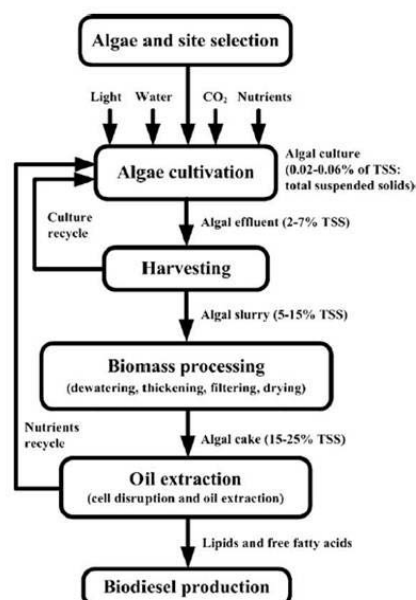 Algae and site selection
Light Water CO₂ Nutrients
Algae cultivation
Algal culture
(0.02-0.06% of TSS:
total suspended solids)
Culture
recycle
Algal effluent (2-7% TSS)
Harvesting
Algal slurry (5-15% TSS)
Biomass processing
(dewatering, thickening, filtering, drying)
Nutrients
recycle
Algal cake (15-25% TSS)
Oil extraction
(cell disruption and oil extraction)
Lipids and free fatty acids
Biodiesel production